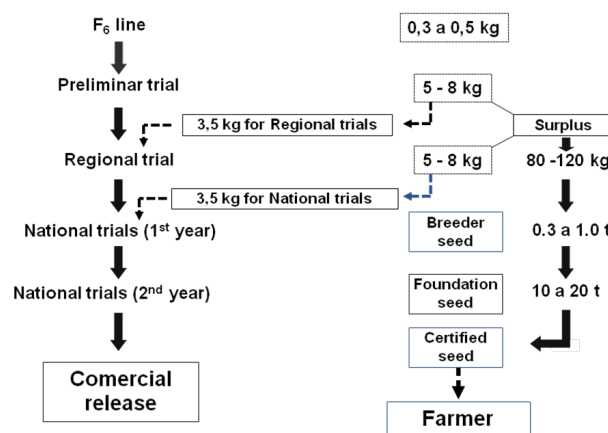 F6 line
0,3 a 0,5 kg
Preliminar trial
5 - 8 kg
3,5 kg for Regional trials
Surplus
Regional trial
5 - 8 kg
80 -120 kg
3,5 kg for National trials
National trials (1st year)
Breeder
seed
0.3 a 1.0 t
National trials (2nd year)
Foundation
seed
10 a 20 t
Certified
seed
Comercial
release
Farmer